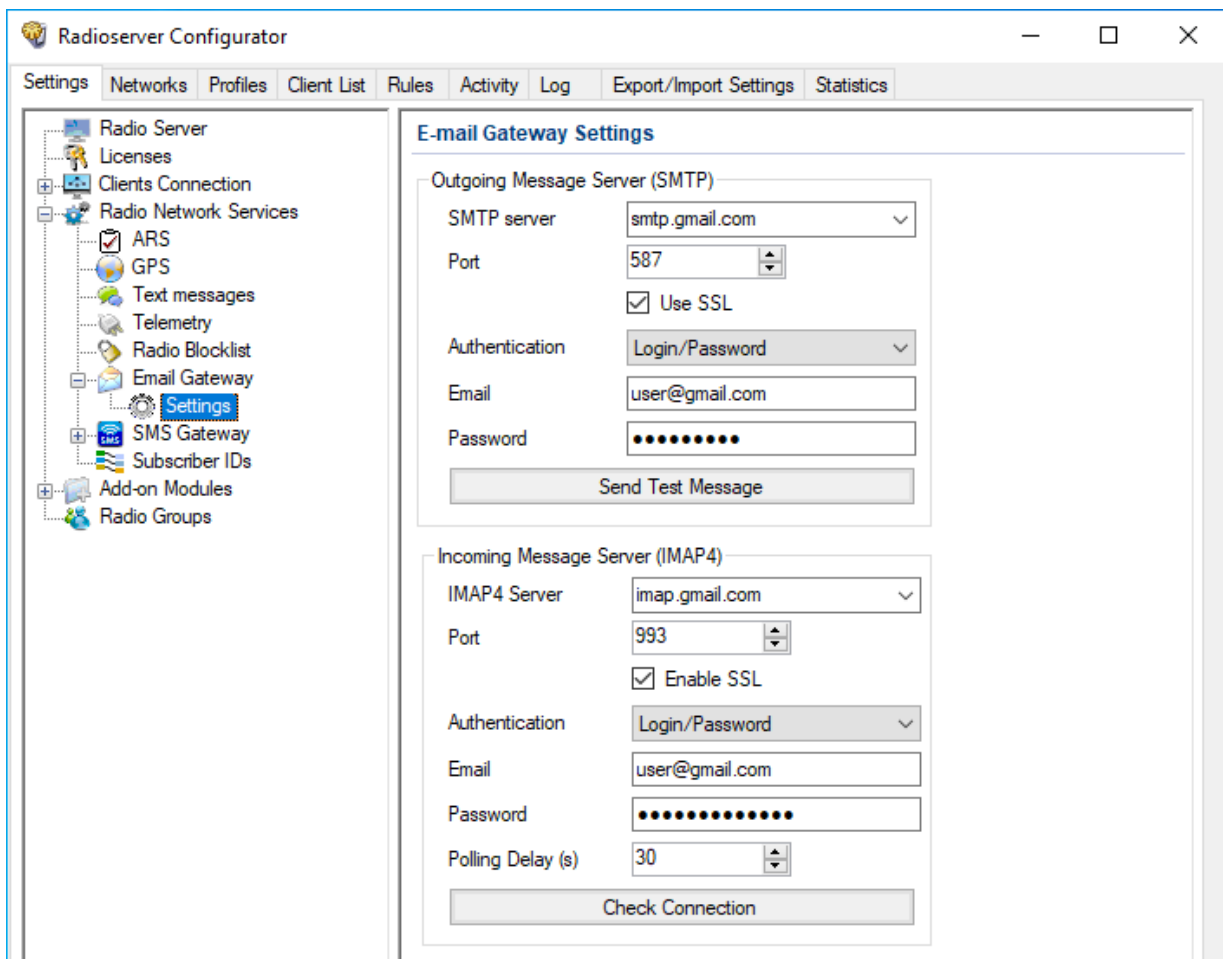 Radioserver Configurator
Settings Networks Profiles Client List Rules Activity Log Export/Import Settings Statistics
Radio Server
Licenses
Clients Connection
Radio Network Services
ARS
GPS
Text messages
Telemetry
Radio Blocklist
Email Gateway
Settings
SMS Gateway
Subscriber IDs
Add-on Modules
Radio Groups
E-mail Gateway Settings
Outgoing Message Server (SMTP)
SMTP server smtp.gmail.com
Port 587
Use SSL
Authentication Login/Password
Email user@gmail.com
Password •••••••••
Send Test Message
Incoming Message Server (IMAP4)
IMAP4 Server imap.gmail.com
Port 993
Enable SSL
Authentication Login/Password
Email user@gmail.com
Password •••••••••••••
Polling Delay (s) 30
Check Connection